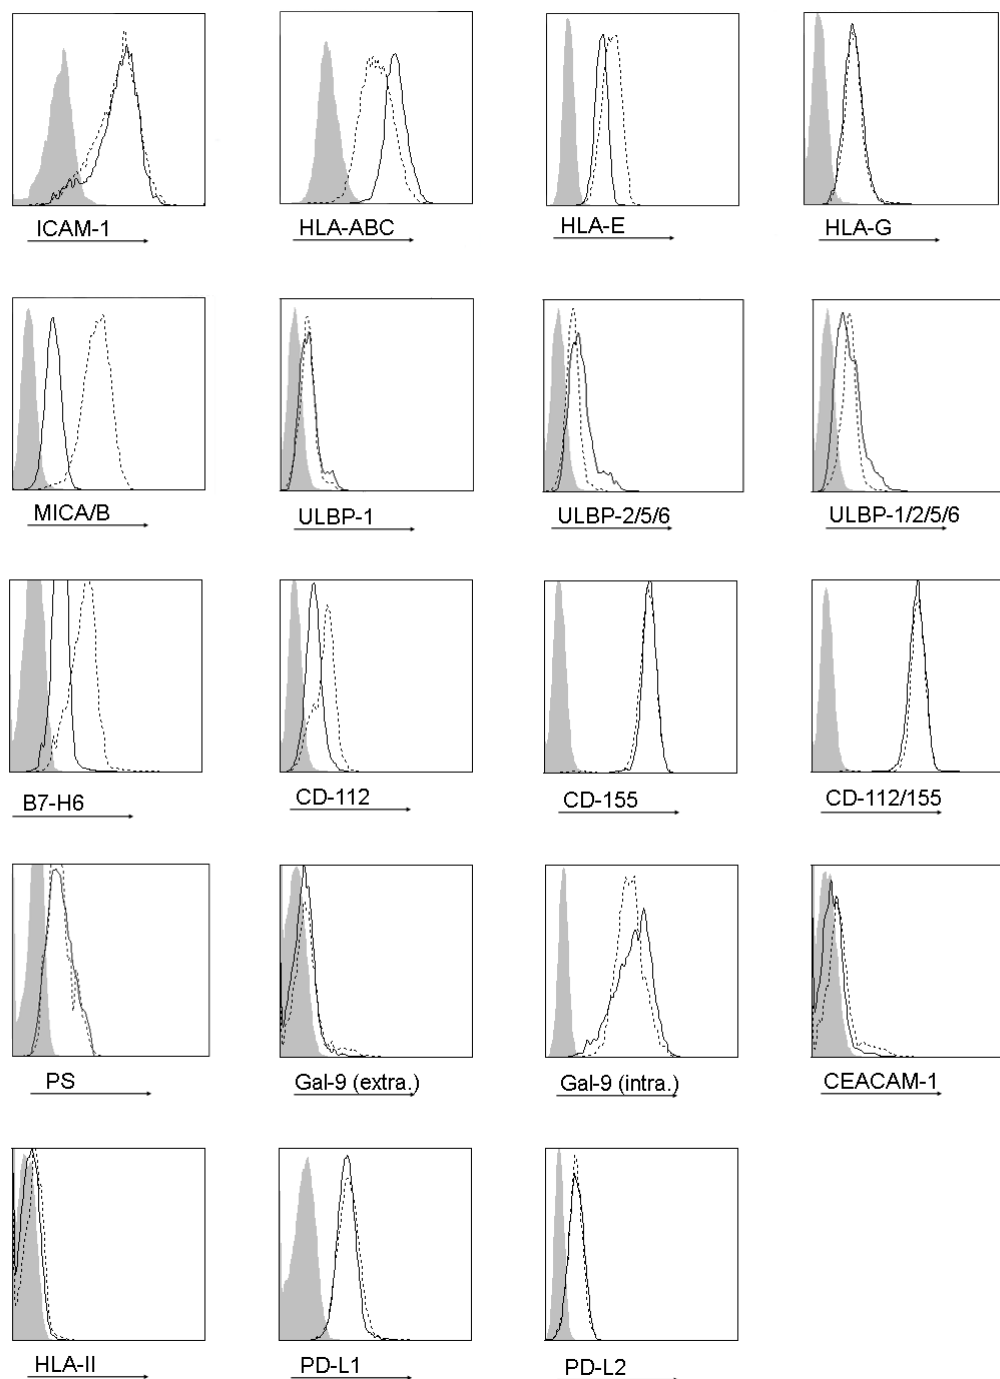 ICAM-1
HLA-ABC
HLA-E
HLA-G
MICA/B
ULBP-1
ULBP-2/5/6
ULBP-1/2/5/6
B7-H6
CD-112
CD-155
CD-112/155
PS
Gal-9 (extra.)
Gal-9 (intra.)
CEACAM-1
HLA-II
PD-L1
PD-L2